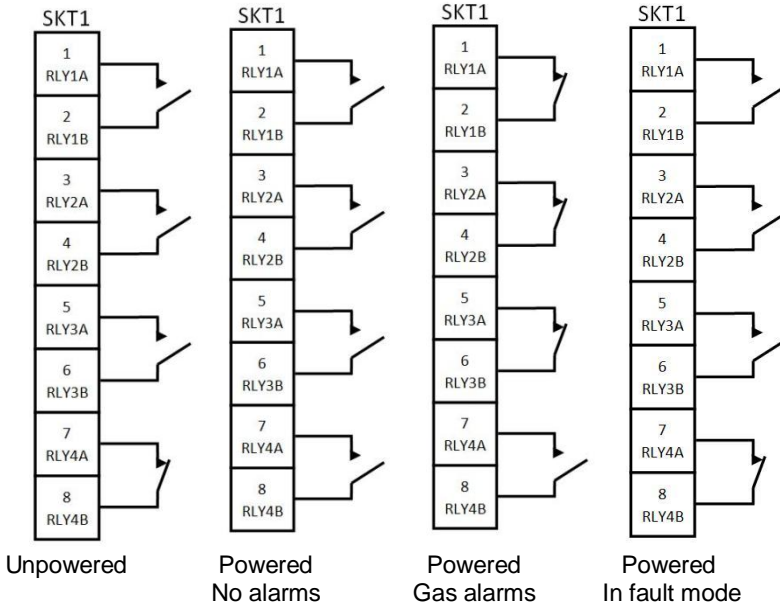 SKT1
1
RLY1A
2
RLY1B
3
RLY2A
4
RLY2B
5
RLY3A
6
RLY3B
7
RLY4A
8
RLY4B
Unpowered
SKT1
1
RLY1A
2
RLY1B
3
RLY2A
4
RLY2B
5
RLY3A
6
RLY3B
7
RLY4A
8
RLY4B
Powered
No alarms
SKT1
1
RLY1A
2
RLY1B
3
RLY2A
4
RLY2B
5
RLY3A
6
RLY3B
7
RLY4A
8
RLY4B
Powered
Gas alarms
SKT1
1
RLY1A
2
RLY1B
3
RLY2A
4
RLY2B
5
RLY3A
6
RLY3B
7
RLY4A
8
RLY4B
Powered
In fault mode